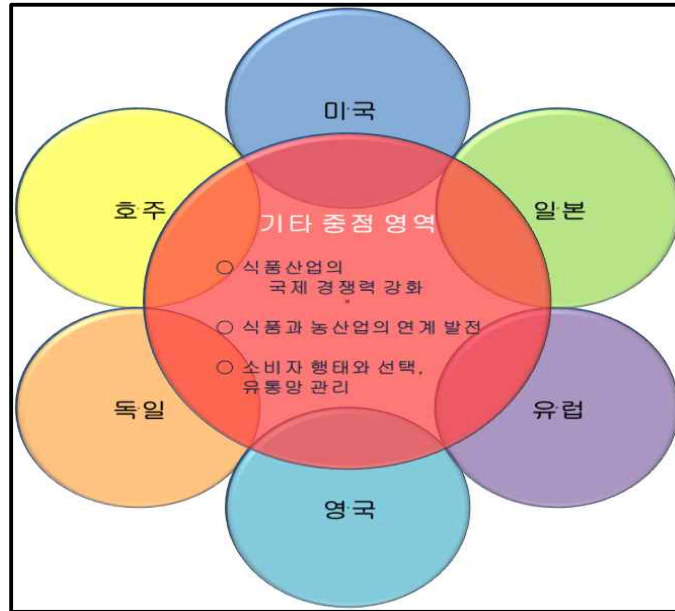 미국
호주
일본
기타 중점 영역
○ 식품산업의
국제 경쟁력 강화
○ 식품과 농산업의 연계 발전
○ 소비자 행태와 선택,
유통망 관리
독일
유럽
영국